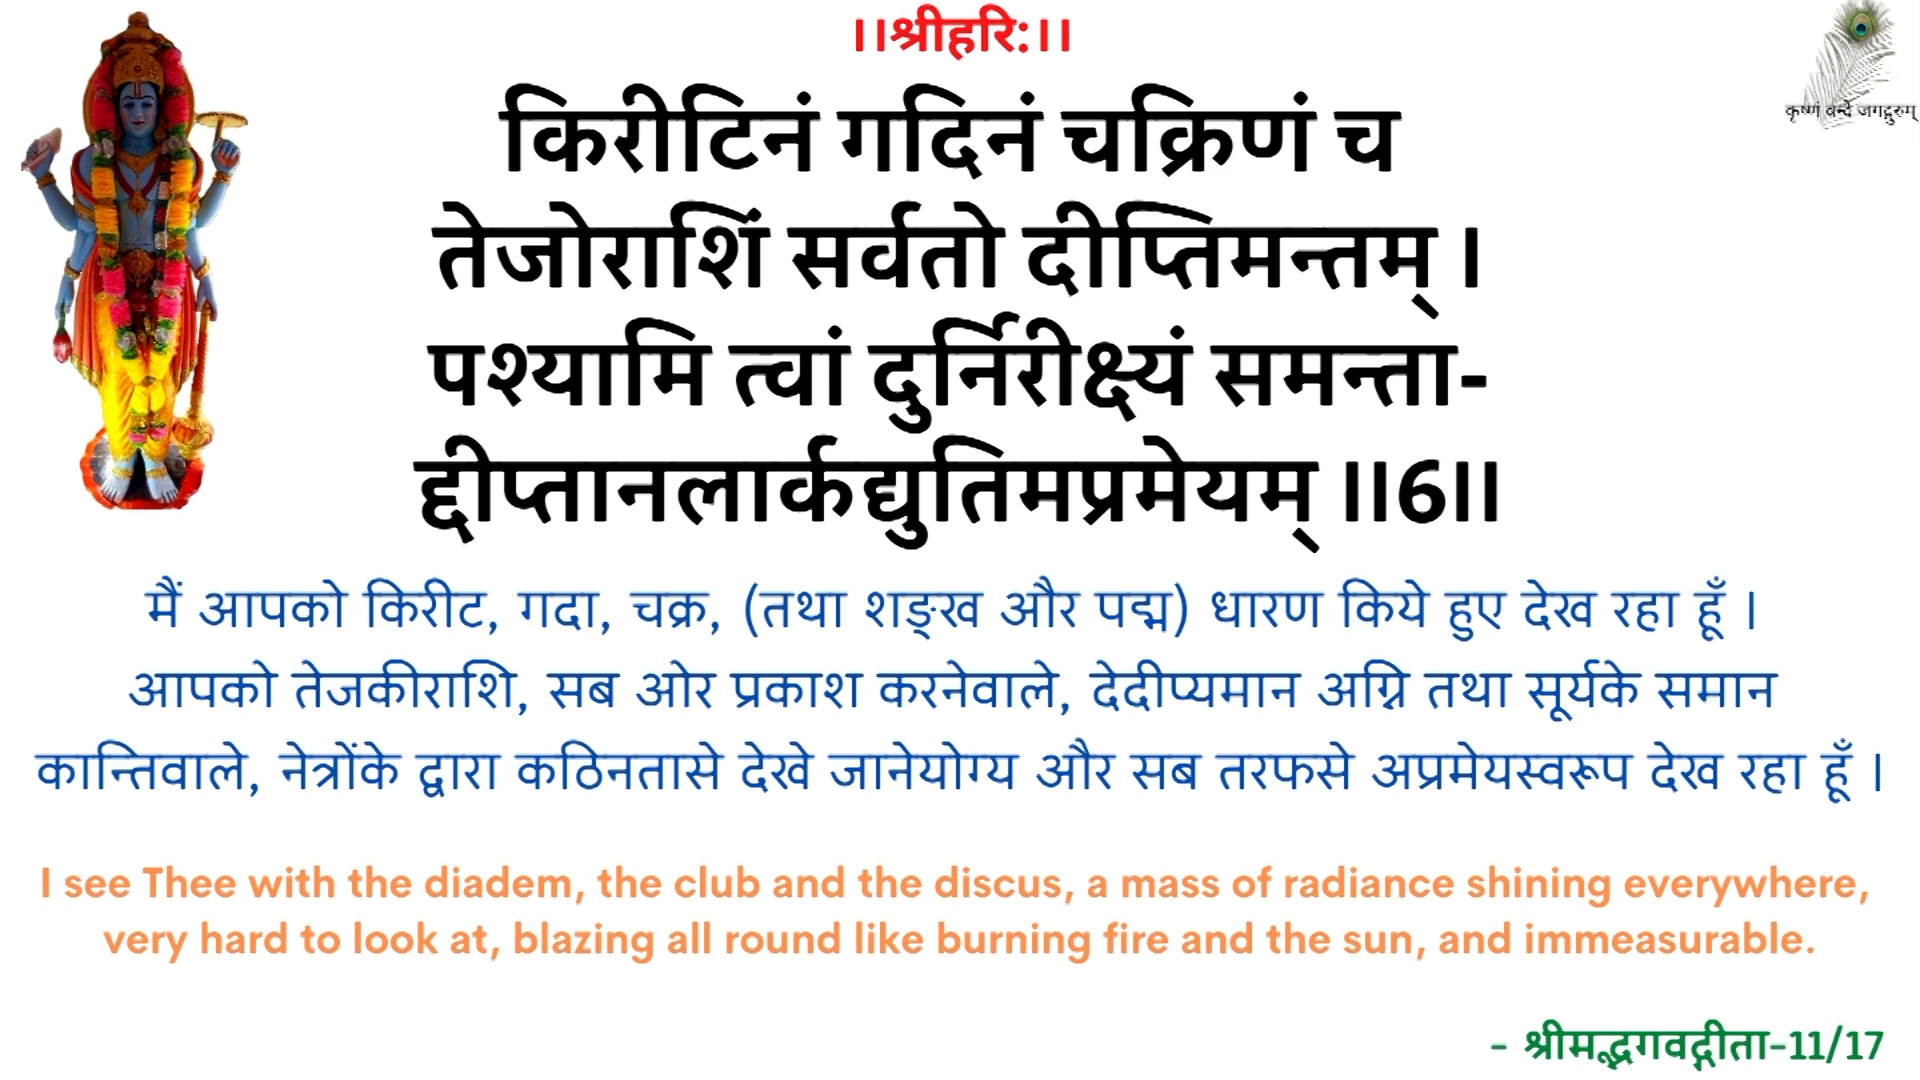 ।।श्रीहरि:।।
कृष्णं वन्दे जगद्गुरुम्
किरीटिनं गदिनं चक्रिणं च
तेजोराशिं सर्वतो दीप्तिमन्तम् ।
पश्यामि त्वां दुर्निरीक्ष्यं समन्ता-
द्दीप्तानलार्कद्युतिमप्रमेयम् ।।6।।
मैं आपको किरीट, गदा, चक्र, (तथा शङ्ख और पद्म) धारण किये हुए देख रहा हूँ ।
आपको तेजकीराशि, सब ओर प्रकाश करनेवाले, देदीप्यमान अग्नि तथा सूर्यके समान
कान्तिवाले, नेत्रोंके द्वारा कठिनतासे देखे जानेयोग्य और सब तरफसे अप्रमेयस्वरूप देख रहा हूँ ।
I see Thee with the diadem, the club and the discus, a mass of radiance shining everywhere,
very hard to look at, blazing all round like burning fire and the sun, and immeasurable.
- श्रीमद्भगवद्गीता-11/17